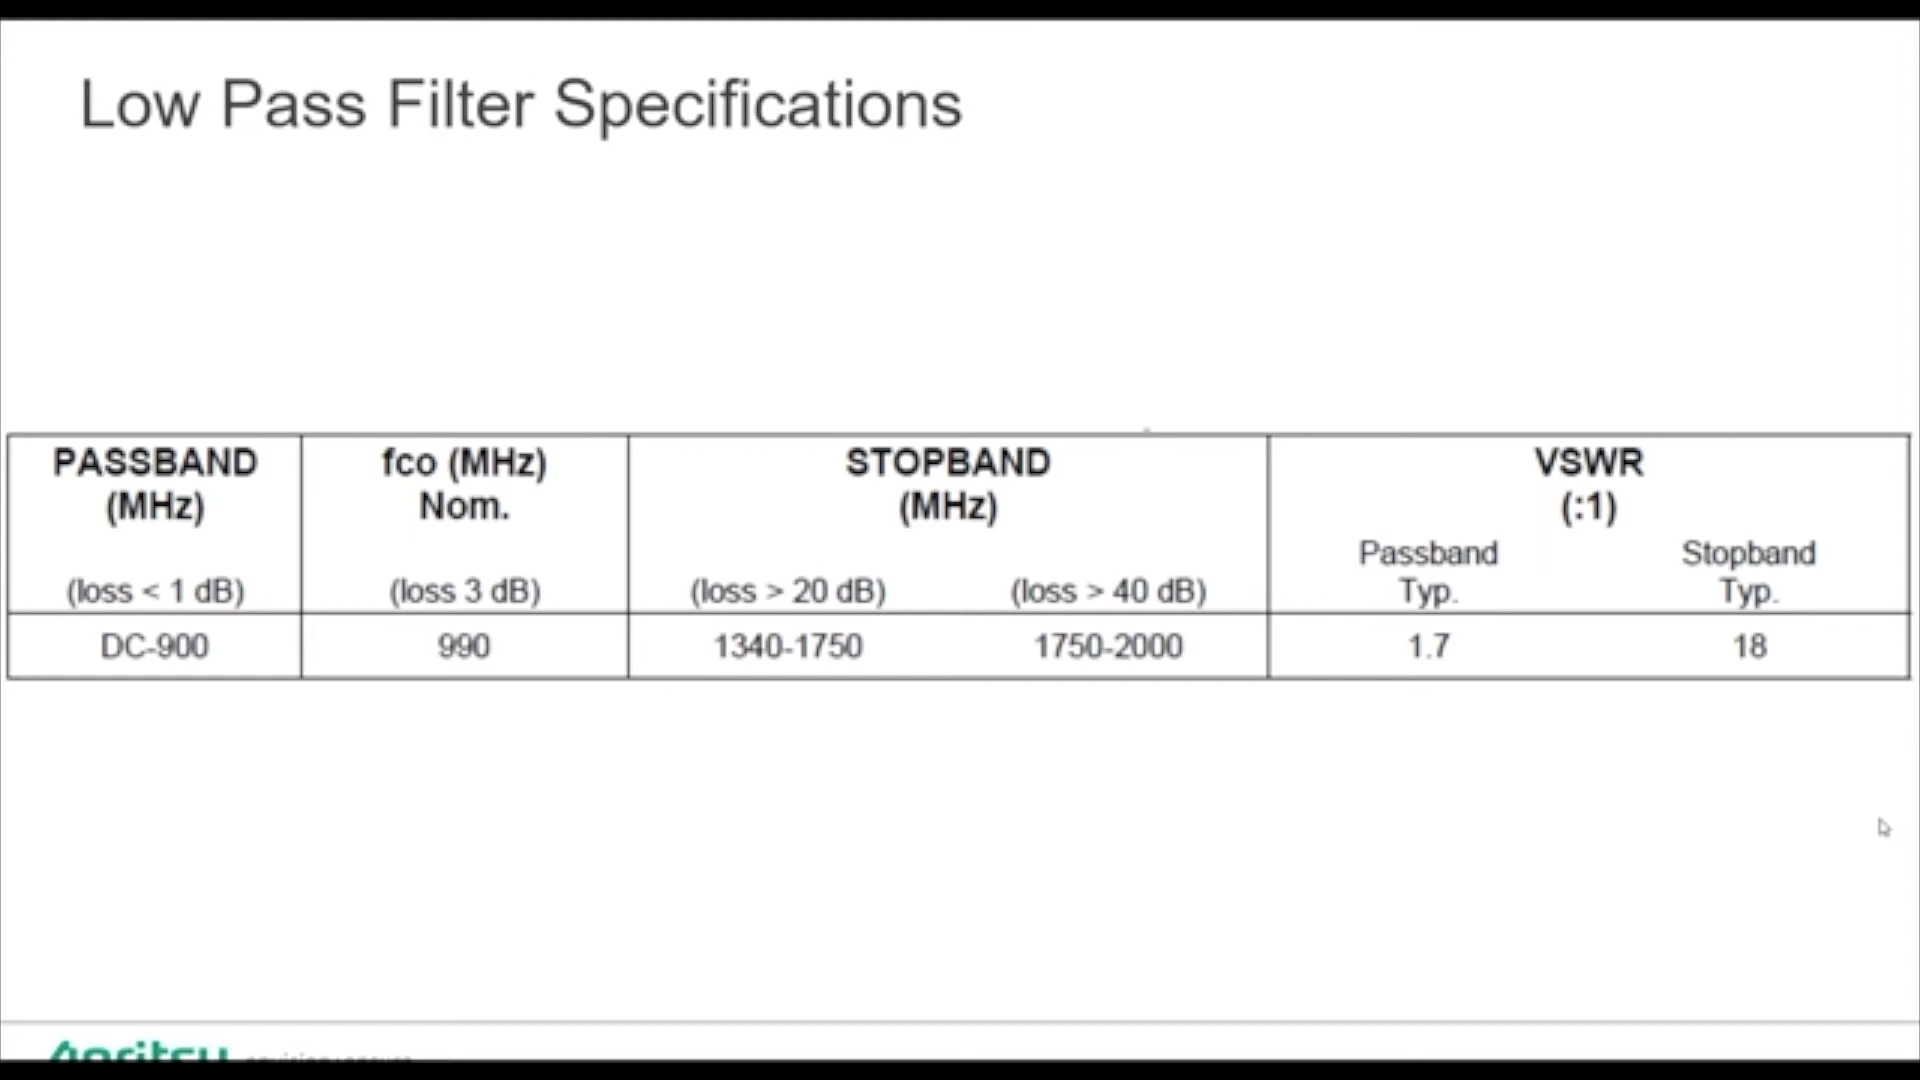 Low Pass Filter Specifications
PASSBAND
(MHz)
(loss < 1 dB)
fco (MHz)
Nom.
(loss 3 dB)
STOPBAND
(MHz)
(loss > 20 dB) (loss > 40 dB)
VSWR
(:1)
Passband Stopband
Typ. Typ.
DC-900 990 1340-1750 1750-2000 1.7 18
Anritsu